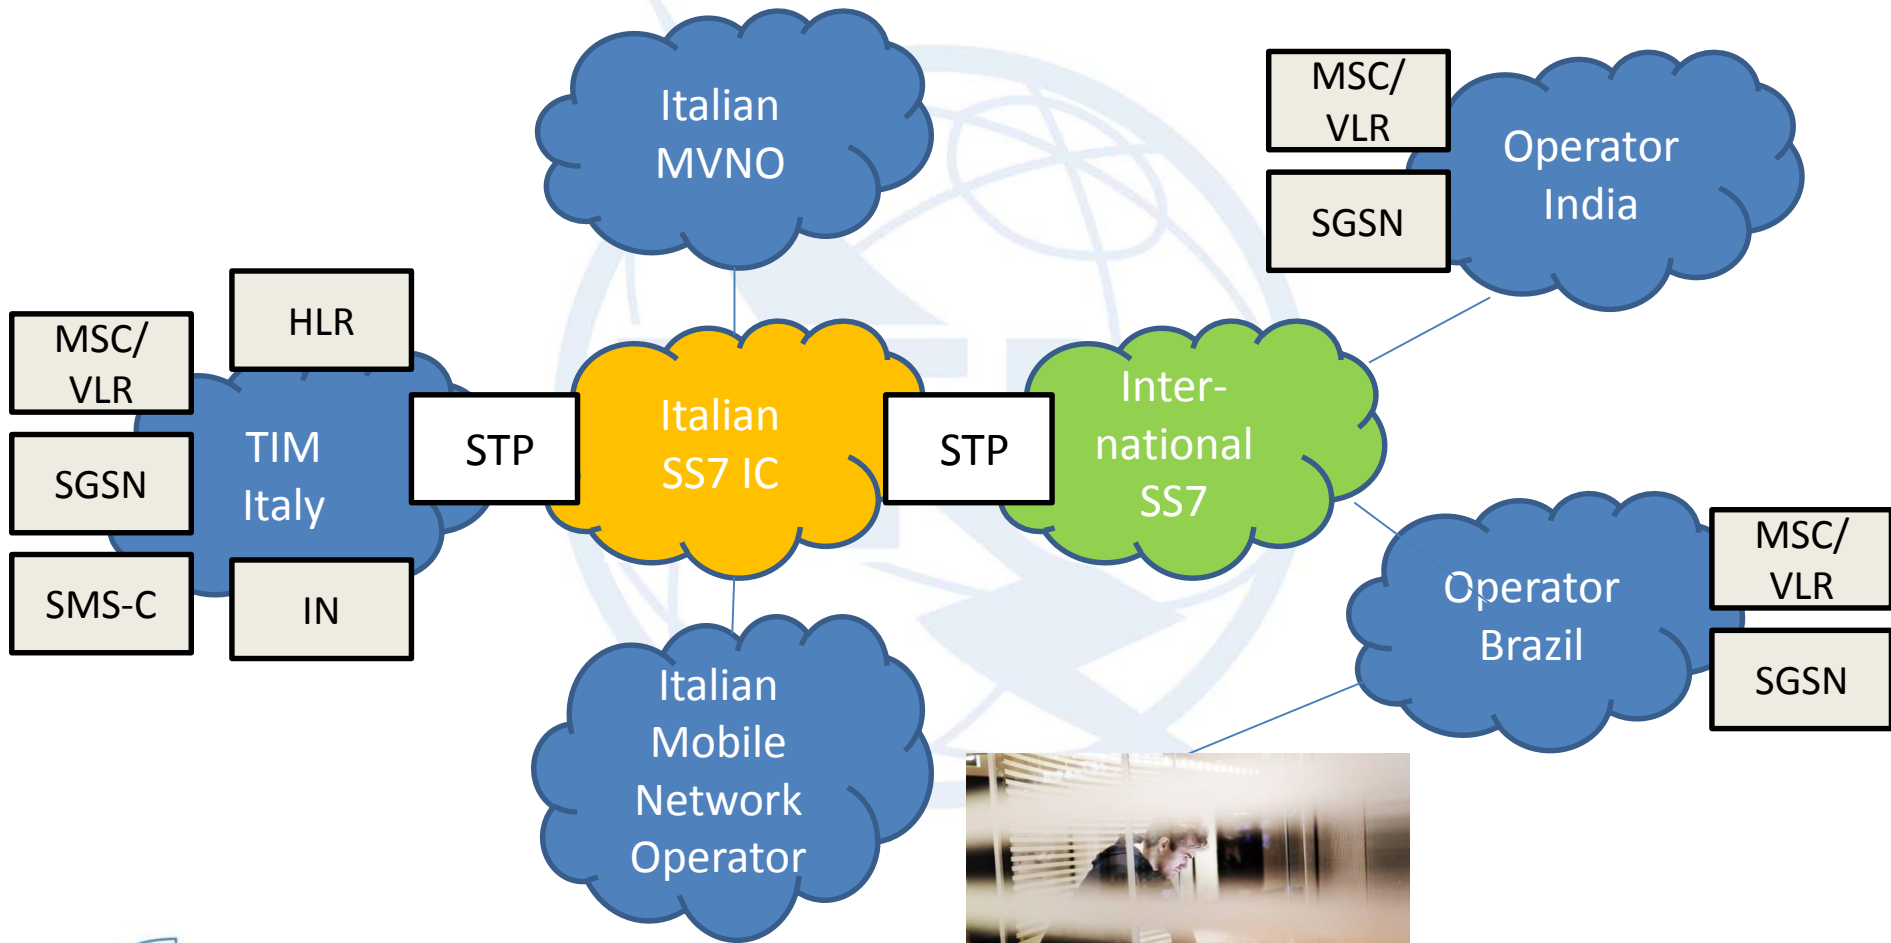 Italian
MVNO
MSC/
VLR
SGSN
Operator
India
HLR
MSC/
VLR
SGSN
SMS-C
IN
TIM
Italy
STP
Italian
SS7 IC
STP
Inter-
national
SS7
Italian
Mobile
Network
Operator
Operator
Brazil
MSC/
VLR
SGSN